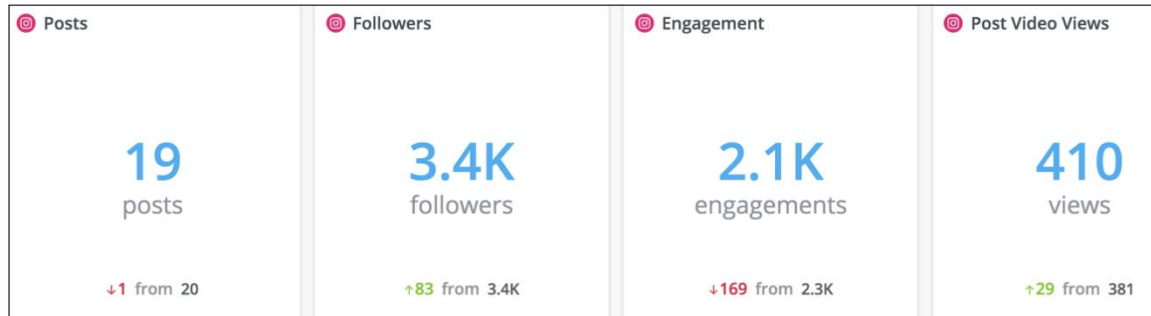 Posts
19
posts
↓1 from 20
Followers
3.4K
followers
↑83 from 3.4K
Engagement
2.1K
engagements
↓169 from 2.3K
Post Video Views
410
views
↑29 from 381